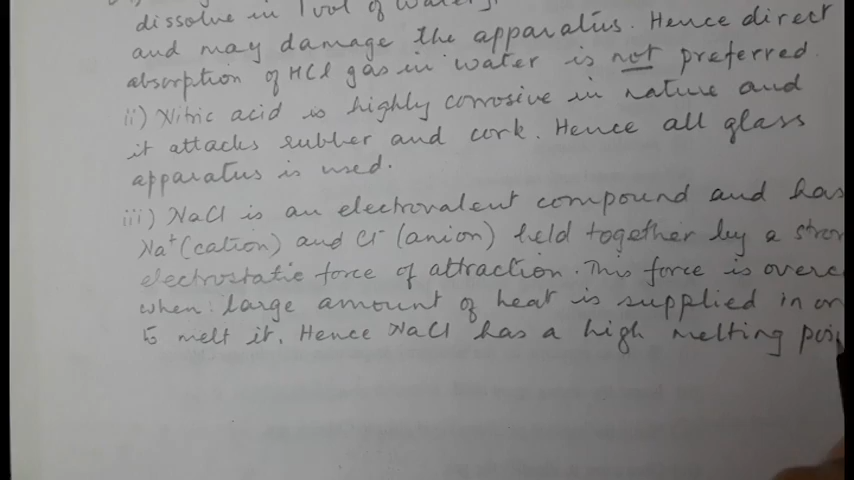 dissolve in 1 vol of water).
and may damage the apparatus. Hence direct
absorption of HCl gas in water is not preferred.
ii) Nitric acid is highly corrosive in nature and
it attacks rubber and cork. Hence all glass
apparatus is used.
iii) NaCl is an electrovalent compound and has
Na+(cation) and Cl- (anion) held together by a stron
electrostatic force of attraction. This force is overc
when large amount of heat is supplied in or
to melt it. Hence NaCl has a high melting poi